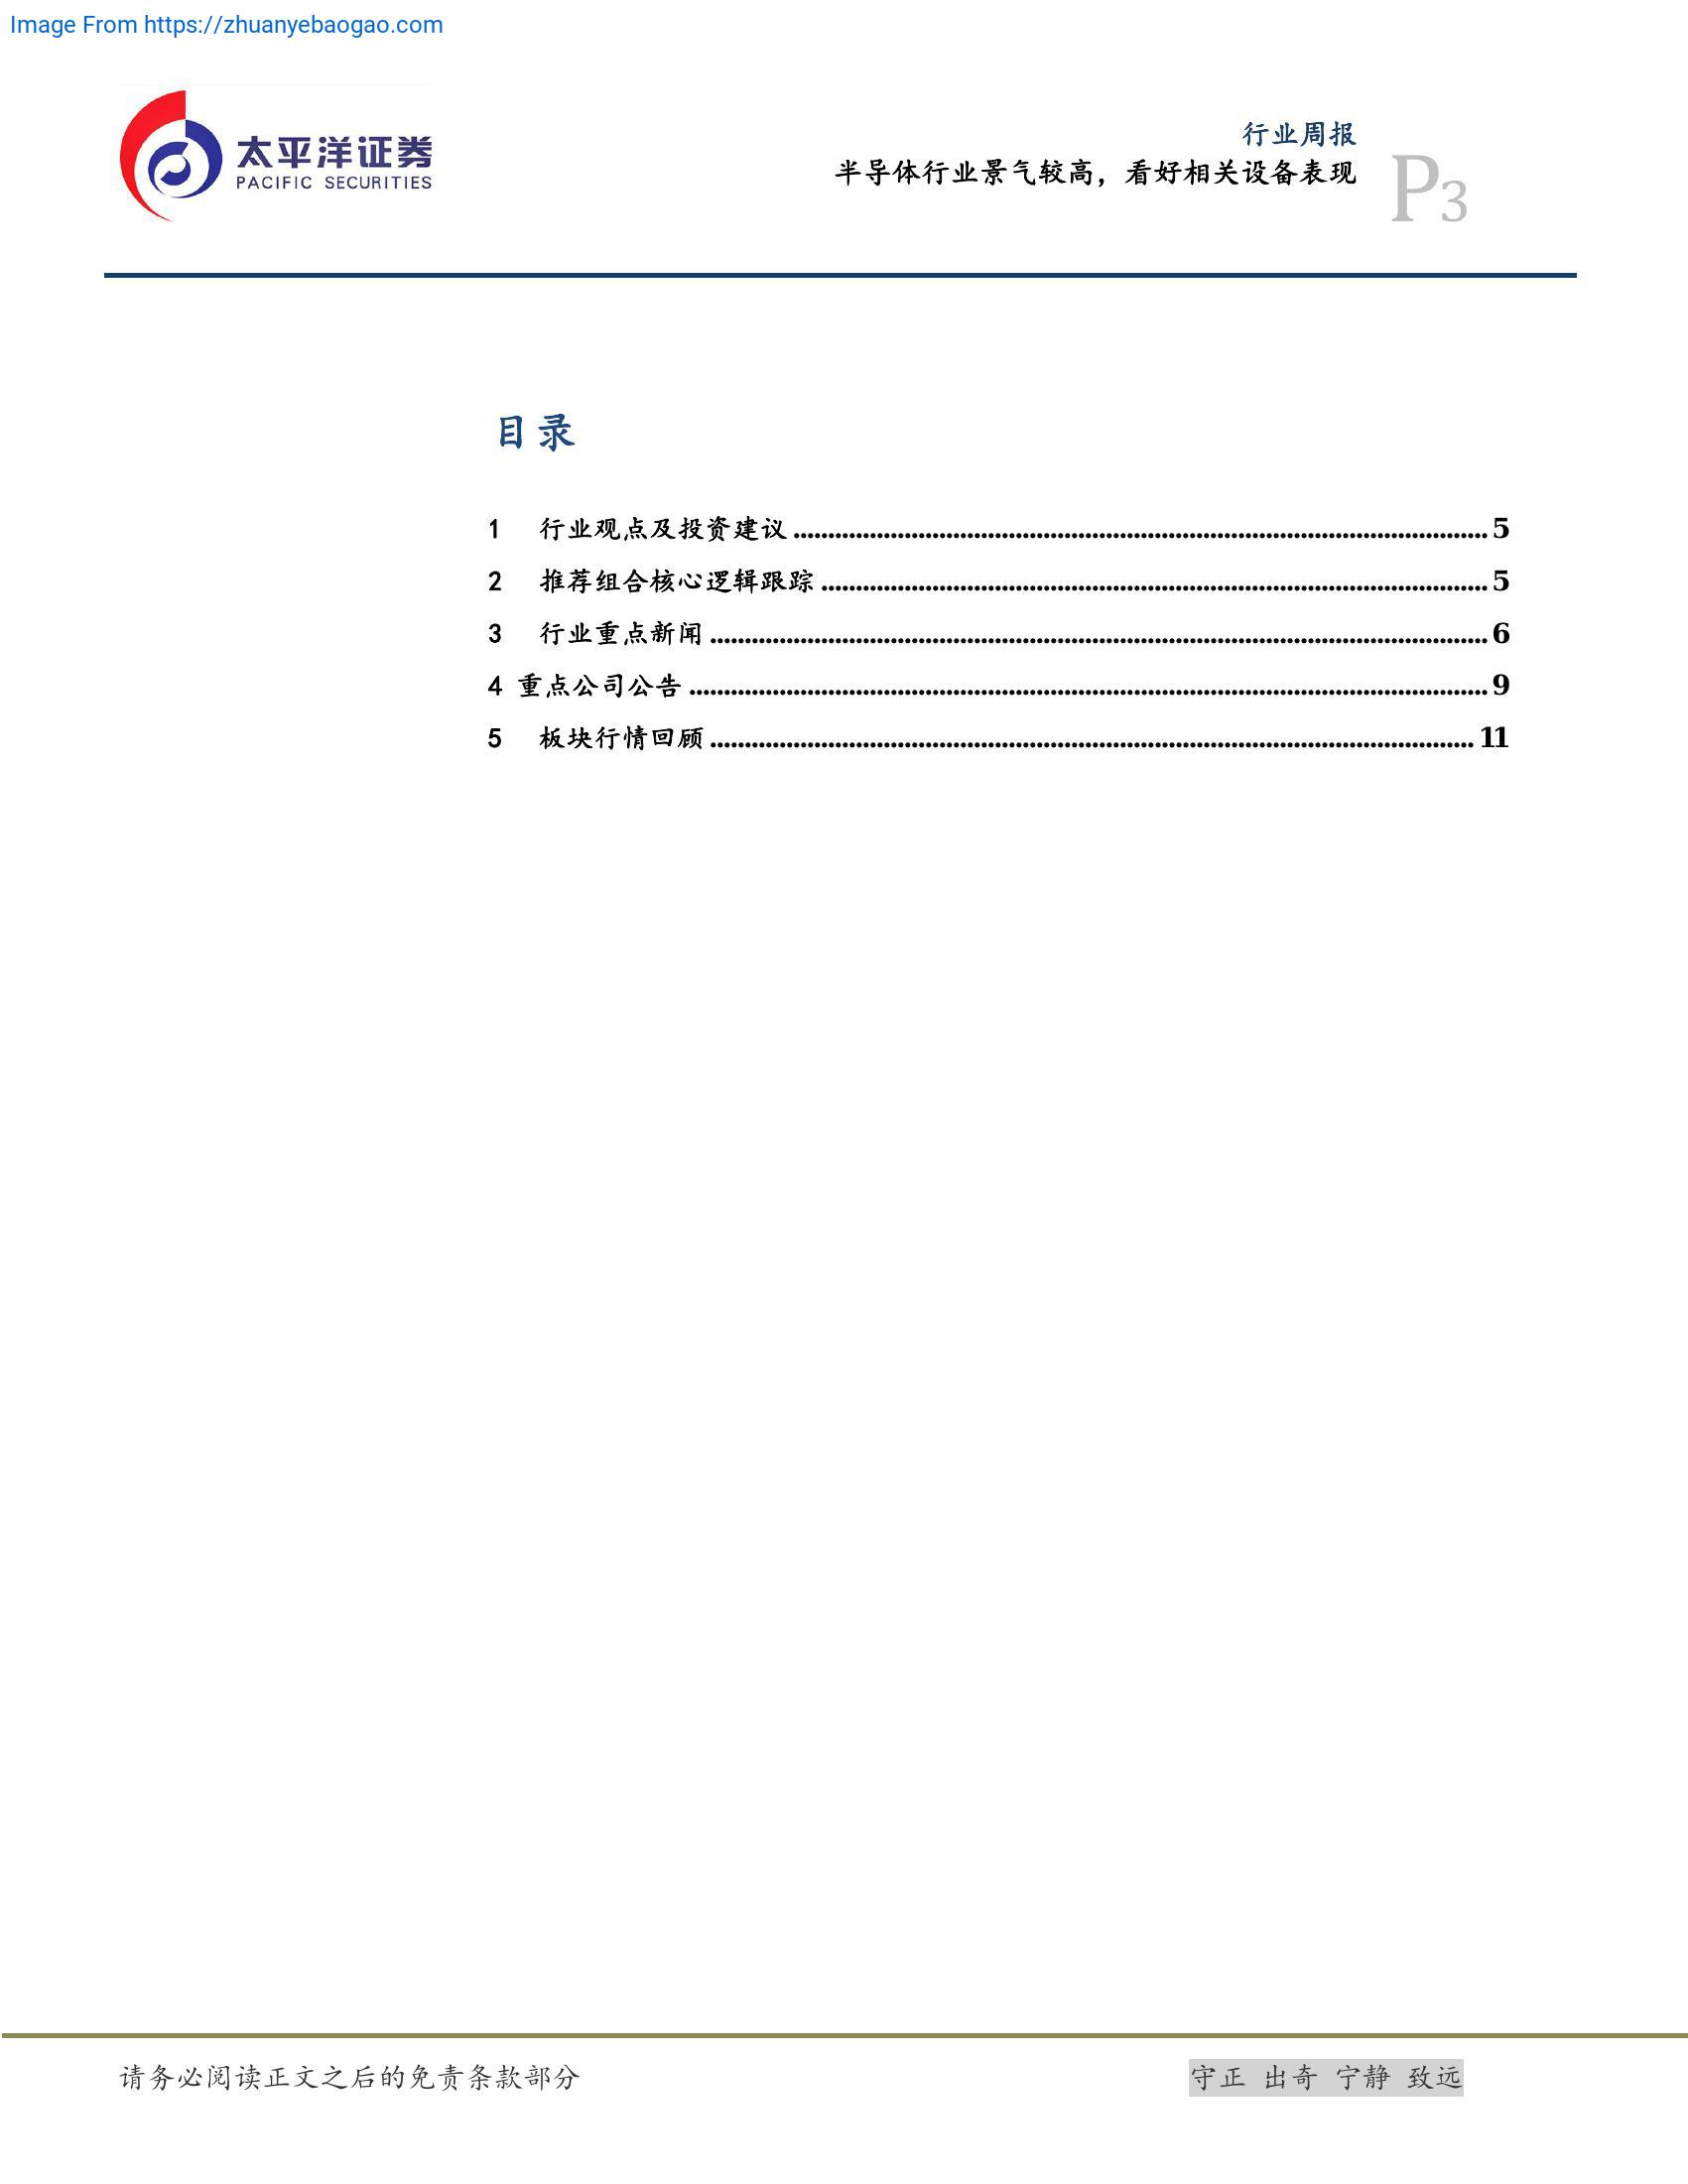 Image From https://zhuanyebaogao.com
太平洋证券
PACIFIC SECURITIES
行业周报
半导体行业景气较高，看好相关设备表现
P3
目录
1 行业观点及投资建议 5
2 推荐组合核心逻辑跟踪 5
3 行业重点新闻 6
4 重点公司公告 9
5 板块行情回顾 11
请务必阅读正文之后的免责条款部分
守正 出奇 宁静 致远